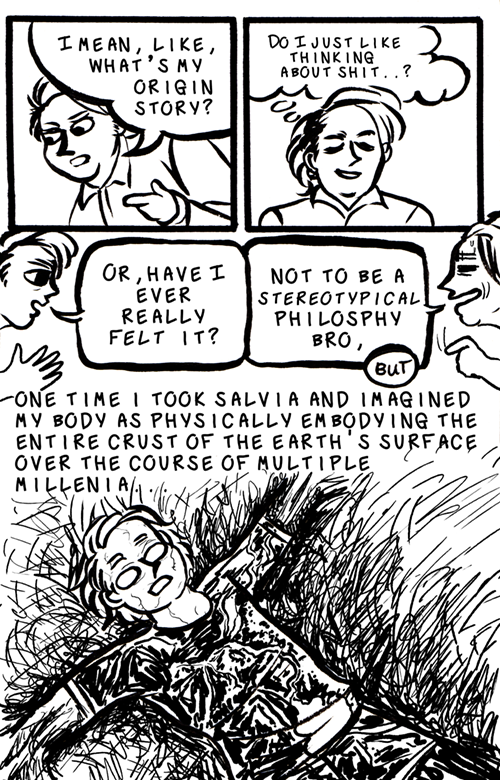 I MEAN, LIKE,
WHAT'S MY
ORIGIN
STORY?
DO I JUST LIKE
THINKING
ABOUT SHIT..?
OR, HAVE I
EVER
REALLY
FELT IT?
NOT TO BE A
STEREOTYPICAL
PHILOSPHY
BRO,
BUT
ONE TIME I TOOK SALVIA AND IMAGINED
MY BODY AS PHYSICALLY EMBODYING THE
ENTIRE CRUST OF THE EARTH'S SURFACE
OVER THE COURSE OF MULTIPLE
MILLENIA..